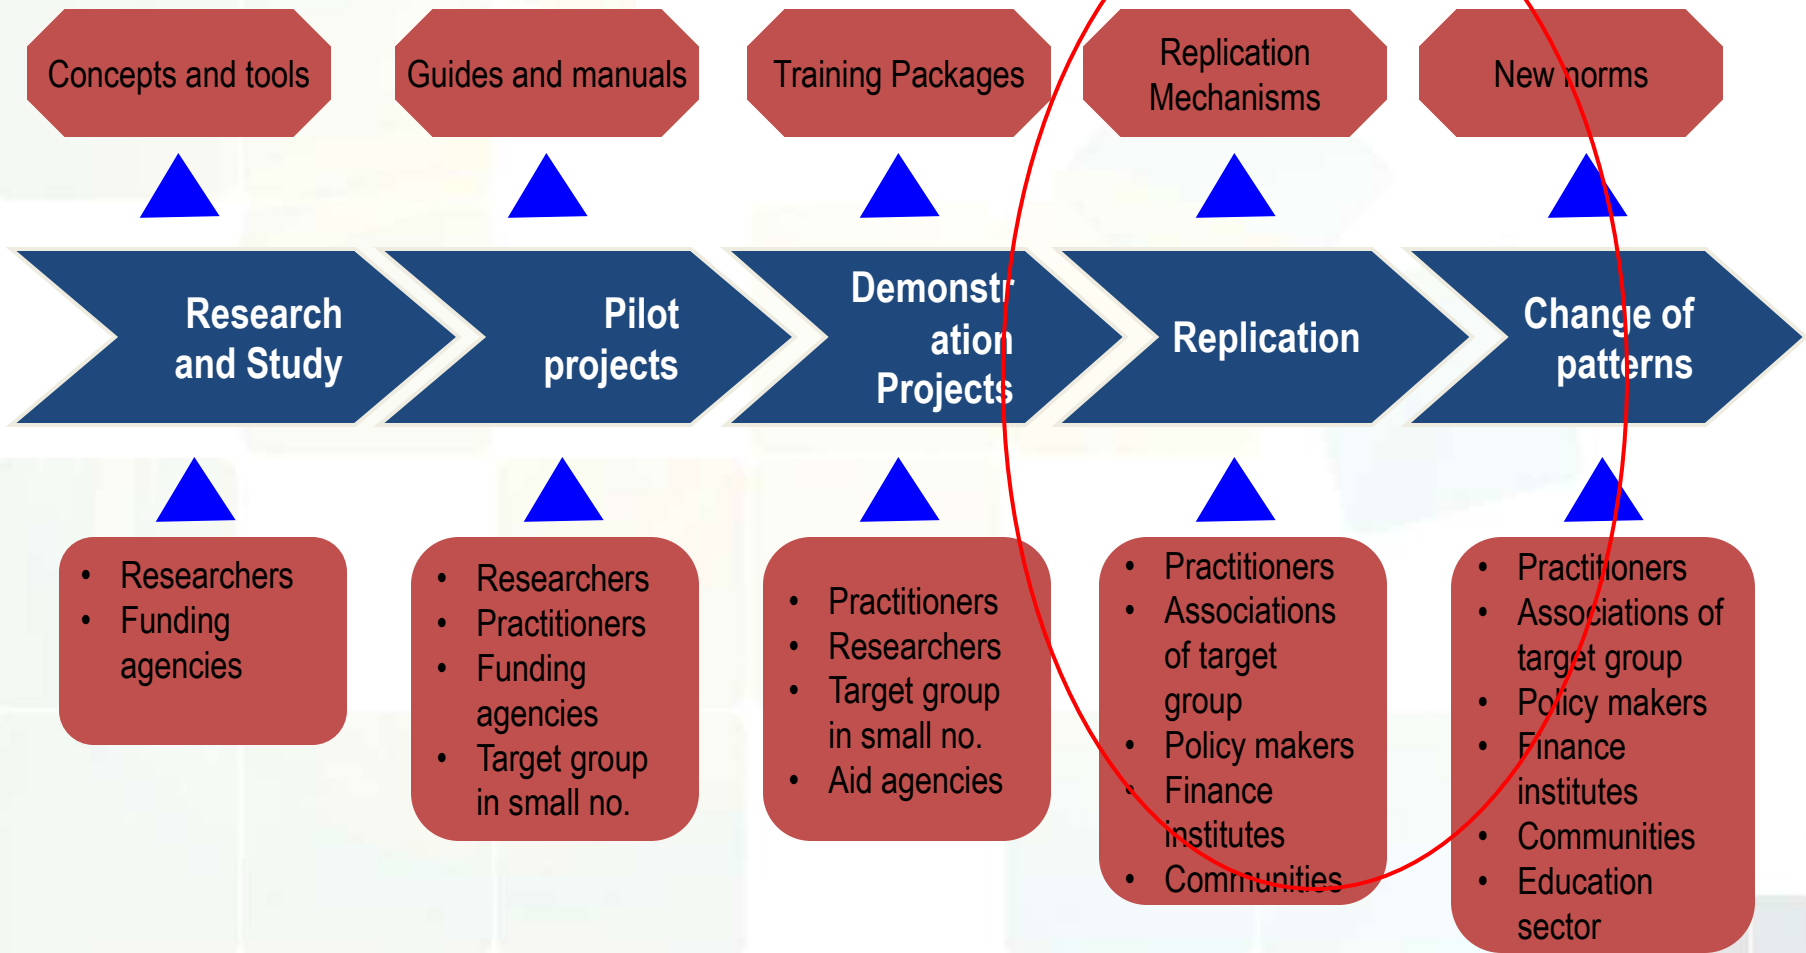 Concepts and tools
Guides and manuals
Training Packages
Replication
Mechanisms
New norms
Research
and Study
Pilot
projects
Demonstr
ation
Projects
Replication
Change of
patterns
• Researchers
• Funding
agencies
• Researchers
• Practitioners
• Funding
agencies
• Target group
in small no.
• Practitioners
• Researchers
• Target group
in small no.
• Aid agencies
• Practitioners
• Associations
of target
group
• Policy makers
• Finance
institutes
• Communities
• Practitioners
• Associations of
target group
• Policy makers
• Finance
institutes
• Communities
• Education
sector